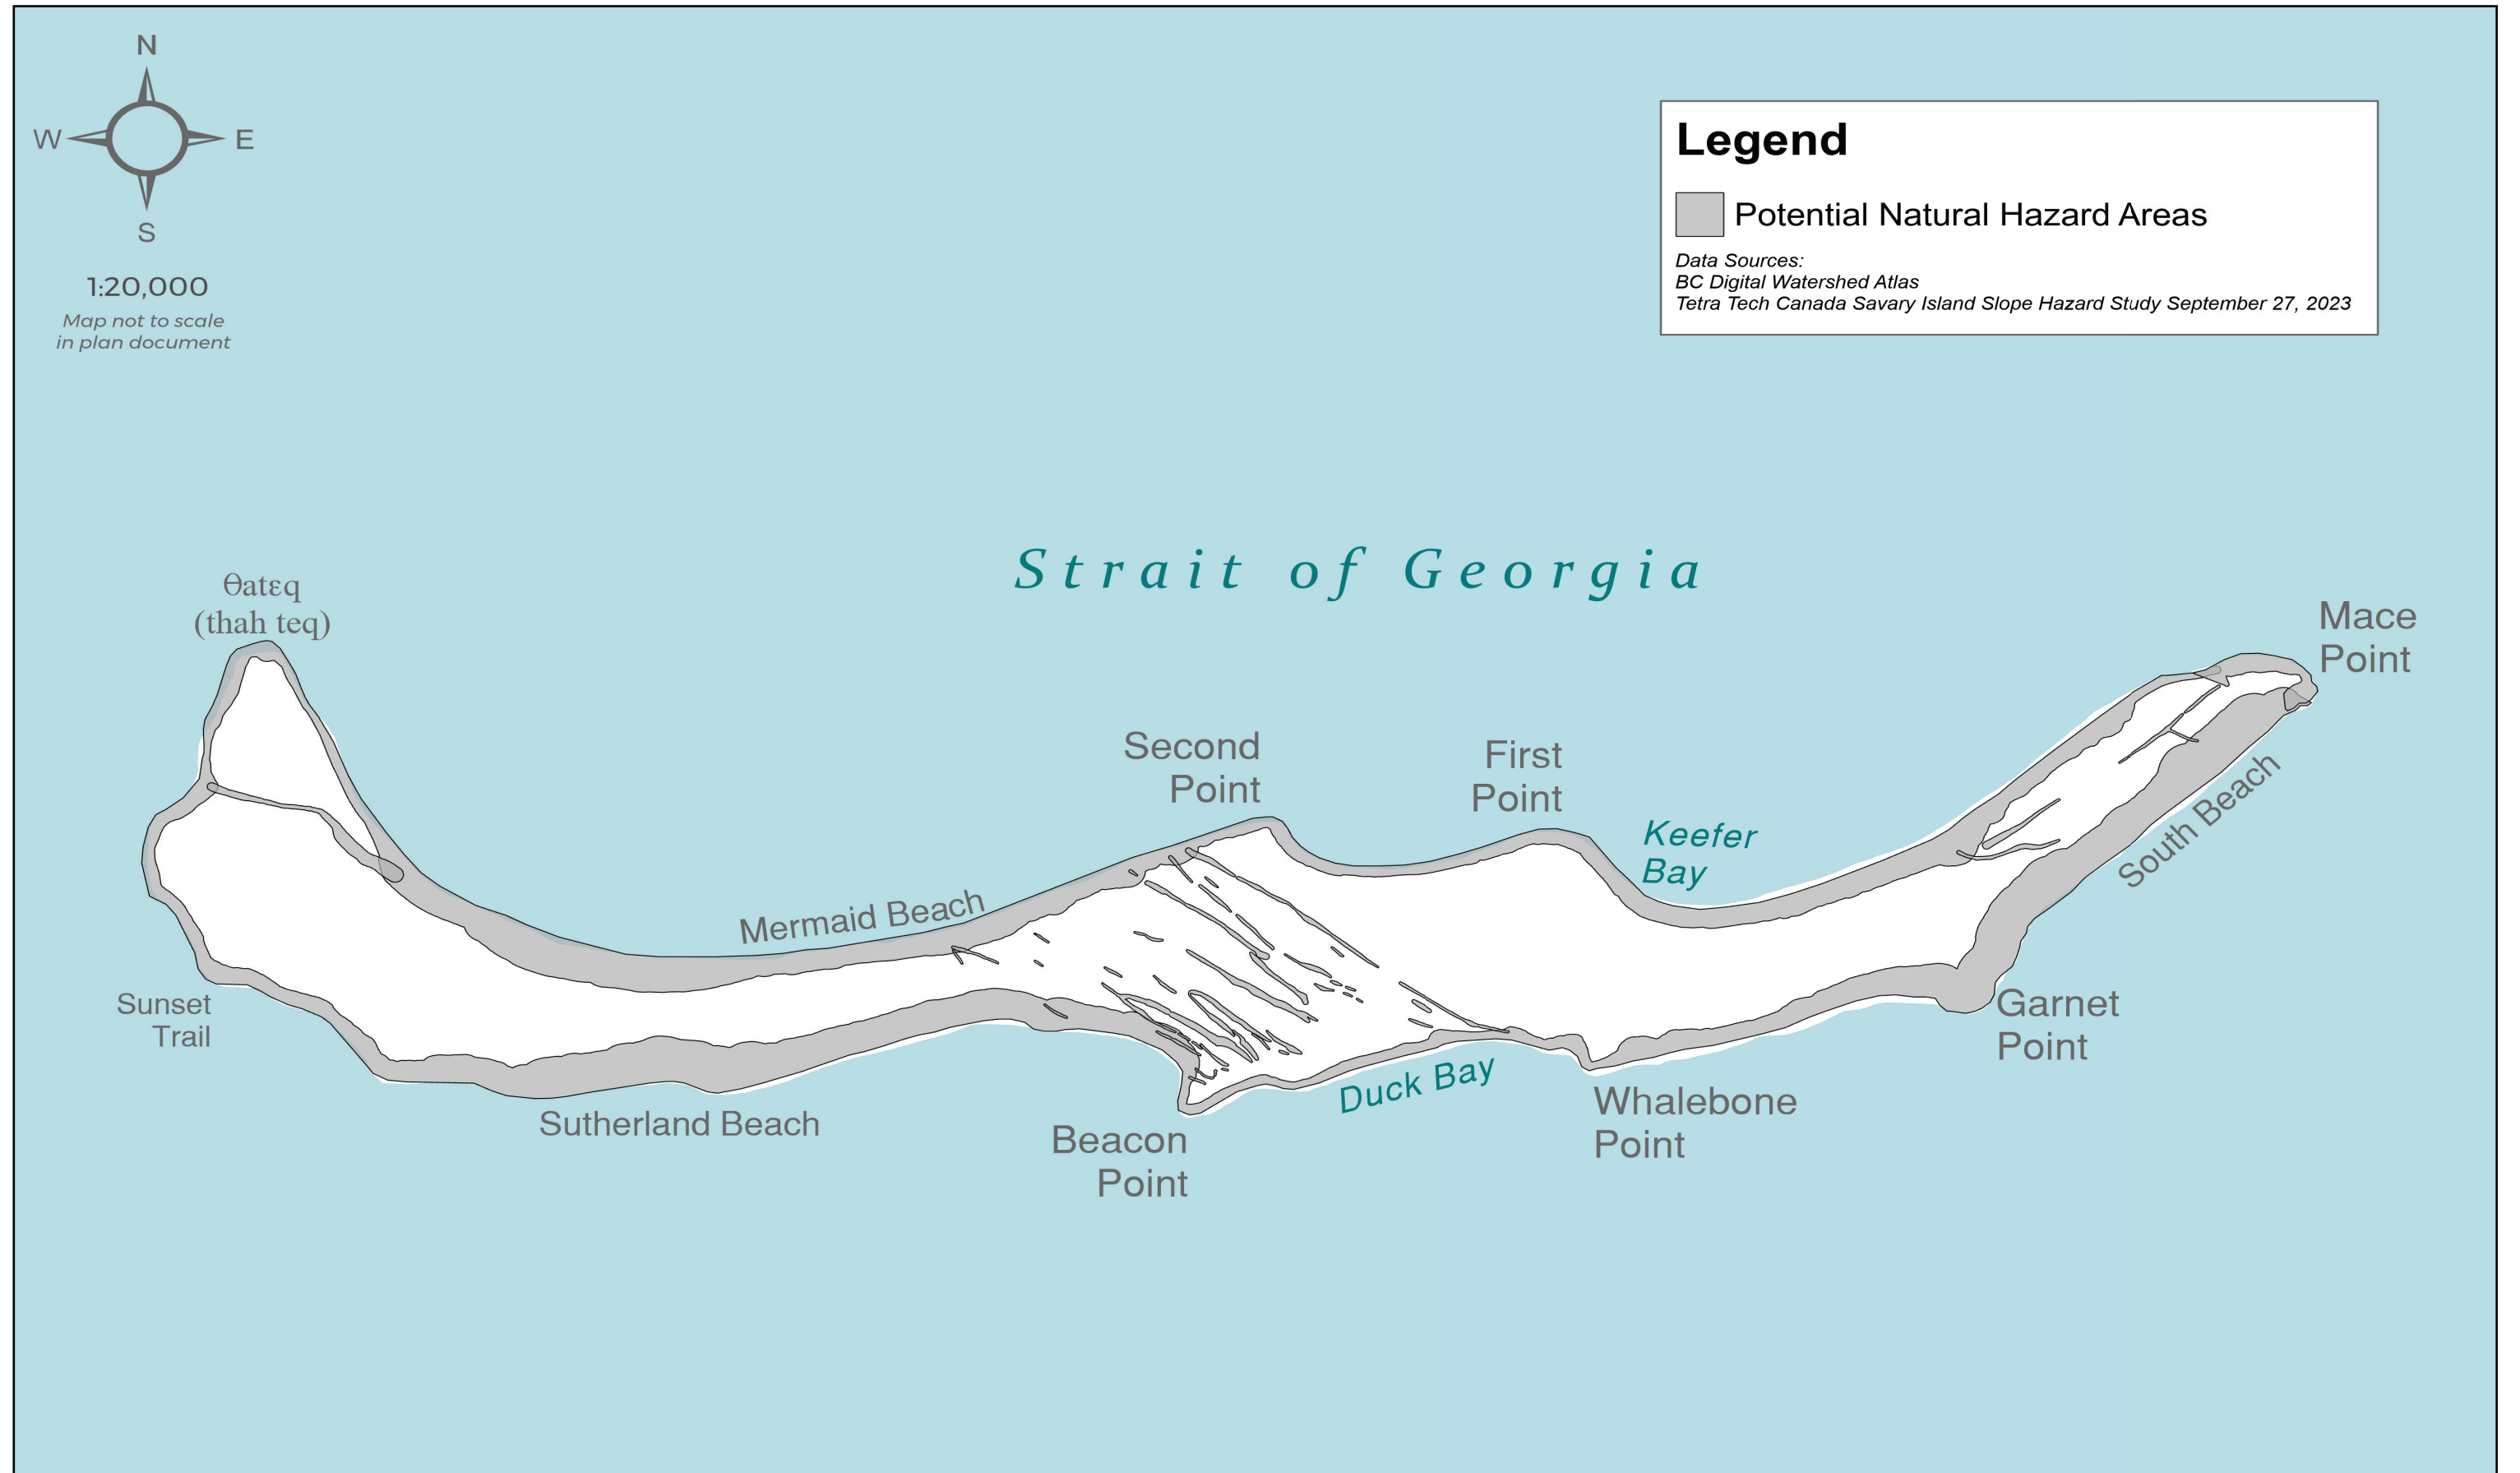 N
W
E
S
1:20,000
Map not to scale
in plan document
Legend
Potential Natural Hazard Areas
Data Sources:
BC Digital Watershed Atlas
Tetra Tech Canada Savary Island Slope Hazard Study September 27, 2023
Strait of Georgia
θatɛq
(thah teq)
Mace
Point
Second
Point
First
Point
Keefer
Bay
South Beach
Mermaid Beach
Sunset
Trail
Garnet
Point
Duck Bay
Sutherland Beach
Whalebone
Point
Beacon
Point